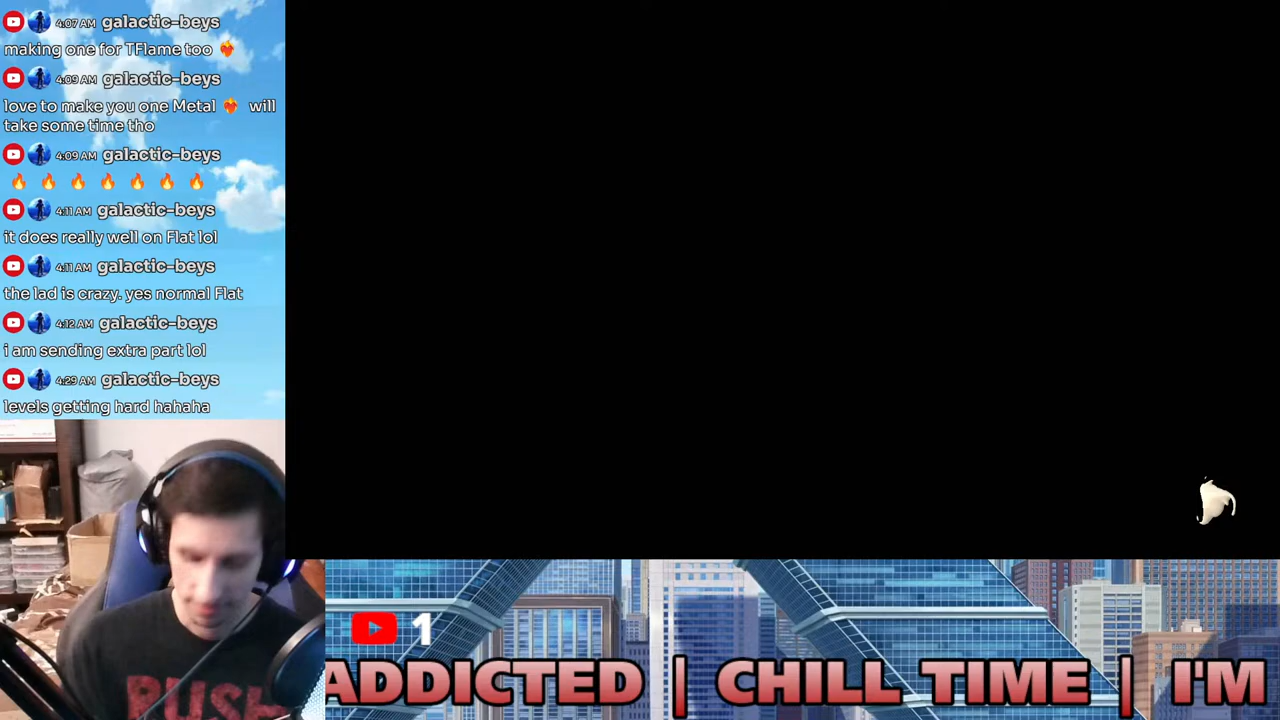 4:07 AM galactic-beys
making one for TFlame too ❤️‍🔥
4:09 AM galactic-beys
love to make you one Metal ❤️‍🔥 will
take some time tho
4:09 AM galactic-beys
🔥 🔥 🔥 🔥 🔥 🔥 🔥
4:11 AM galactic-beys
it does really well on Flat lol
4:11 AM galactic-beys
the lad is crazy. yes normal Flat
4:12 AM galactic-beys
i am sending extra part lol
4:29 AM galactic-beys
levels getting hard hahaha
1
ADDICTED | CHILL TIME | I'M